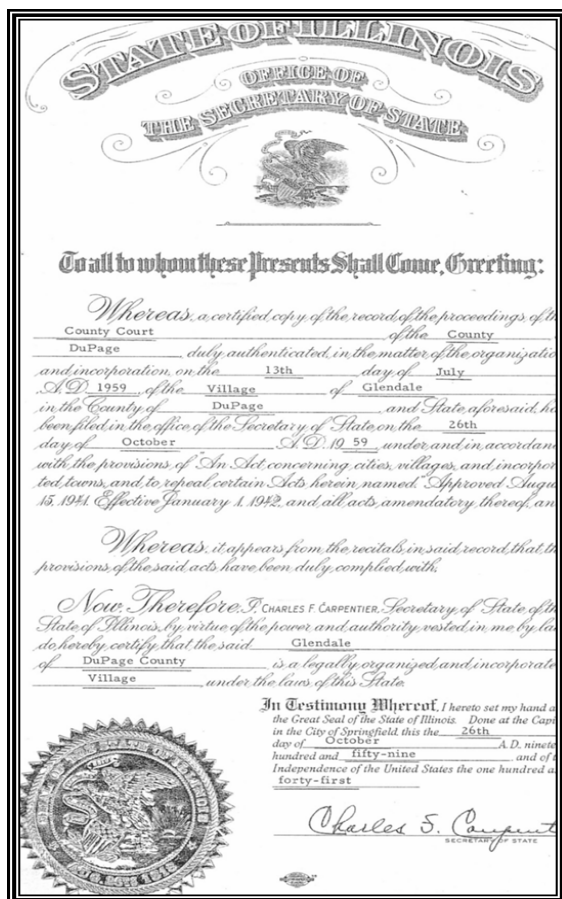 STATE OF ILLINOIS
OFFICE OF
THE SECRETARY OF STATE
To all to whom these Presents Shall Come, Greeting:
Whereas, a certified copy of the record of the proceedings of th
County Court of the County
DuPage duly authenticated, in the matter of the organizatio
and incorporation, on the 13th day of July
A.D. 1959 of the Village of Glendale
in the County of DuPage and State aforesaid, ha
been filed in the office of the Secretary of State, on the 26th
day of October A.D. 19 59 under and in accordan
with the provisions of "An Act concerning cities, villages, and incorpor
ted towns, and to repeal certain Acts herein named." Approved Augu
15, 1941. Effective January 1, 1942, and all acts amendatory thereof, an
Whereas, it appears from the recitals in said record, that th
provisions of the said acts have been duly complied with,
Now Therefore, I, CHARLES F. CARPENTIER, Secretary of State of th
State of Illinois, by virtue of the power and authority vested in me by la
do hereby certify that the said Glendale
of DuPage County is a legally organized and incorporate
Village under the laws of this State.
In Testimony Whereof, I hereto set my hand a
the Great Seal of the State of Illinois. Done at the Capi
in the City of Springfield, this the 26th
day of October A.D. ninete
hundred and fifty-nine and of t
Independence of the United States the one hundred a
forty-first
Charles F. Carpent
SECRETARY OF STATE
SEAL OF THE STATE OF ILLINOIS
AUG. 26TH 1818